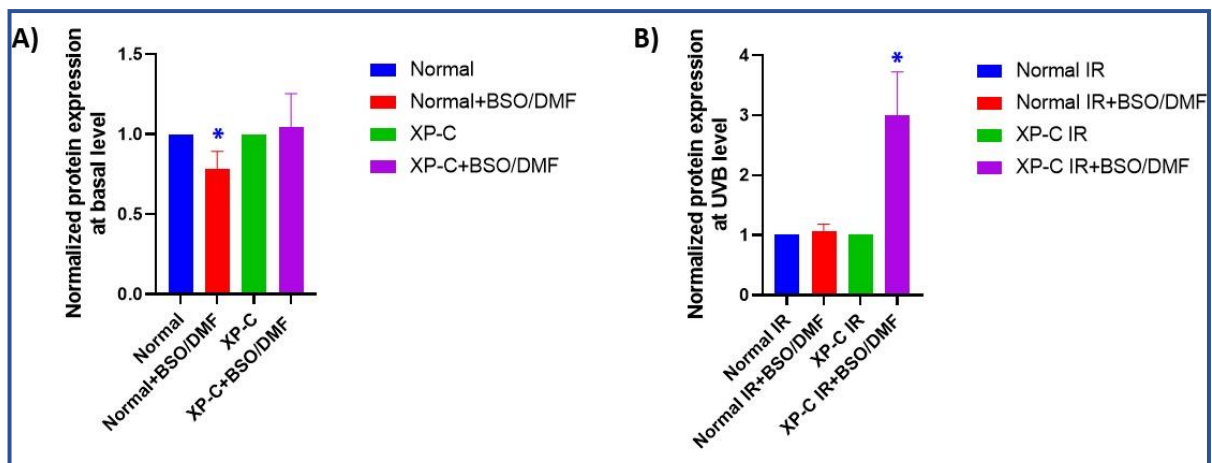 A)
Normalized protein expression
at basal level
1.5
1.0
0.5
0.0
*
Normal
Normal+BSO/DMF
XP-C
XP-C+BSO/DMF
Normal
Normal+BSO/DMF
XP-C
XP-C+BSO/DMF
B)
Normalized protein expression
at UVB level
4
3
2
1
0
*
Normal IR
Normal IR+BSO/DMF
XP-C IR
XP-C IR+BSO/DMF
Normal IR
Normal IR+BSO/DMF
XP-C IR
XP-C IR+BSO/DMF